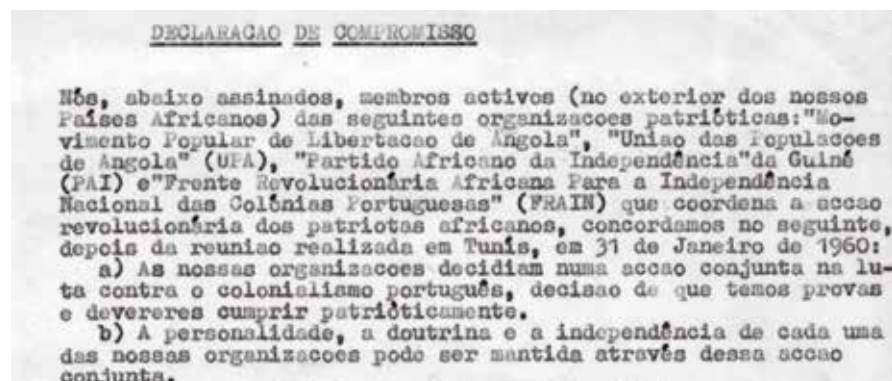 DECLARACAO DE COMPROMISSO
Nós, abaixo assinados, membros activos (no exterior dos nossos
Países Africanos) das seguintes organizacoes patrióticas:"Mo-
vimento Popular de Libertacao de Angola", "Uniao das Populacoes
de Angola" (UPA), "Partido Africano da Independência"da Guiné
(PAI) e"Frente Revolucionária Africana Para a Independência
Nacional das Colónias Portuguesas" (FRAIN) que coordena a accao
revolucionária dos patriotas africanos, concordamos no seguinte,
depois da reuniao realizada em Tunis, em 31 de Janeiro de 1960:
a) As nossas organizacoes decidiam numa accao conjunta na lu-
ta contra o colonialismo português, decisao de que temos provas
e devereres cumprir patrióticamente.
b) A personalidade, a doutrina e a independência de cada uma
das nossas organizacoes pode ser mantida através dessa accao
conjunta.